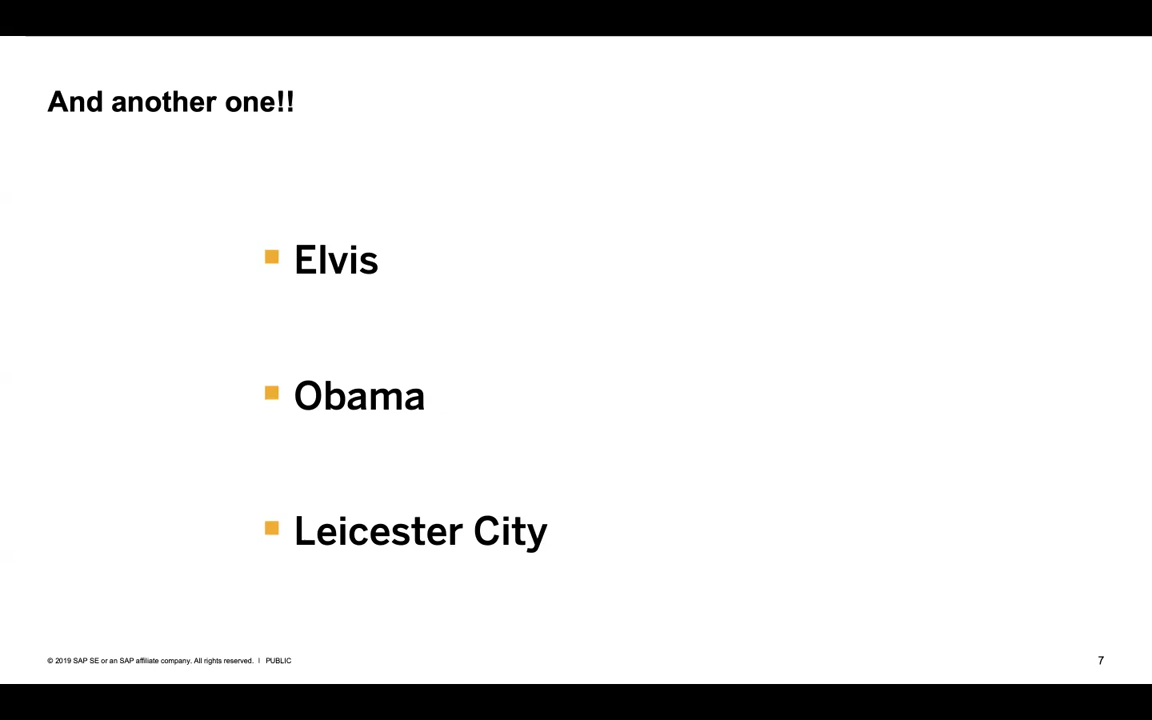 And another one!!
▪ Elvis
▪ Obama
▪ Leicester City
© 2019 SAP SE or an SAP affiliate company. All rights reserved. | PUBLIC
7